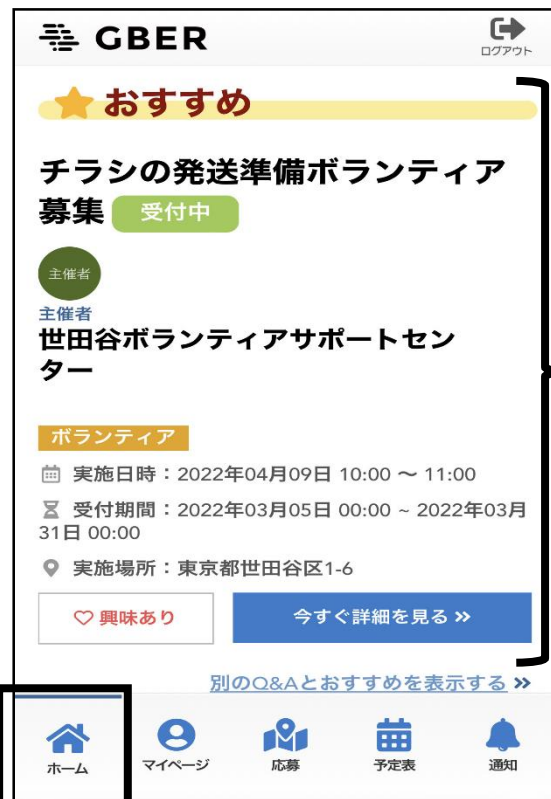 GBER
ログアウト
おすすめ
チラシの発送準備ボランティア
募集 受付中
主催者
主催者
世田谷ボランティアサポートセン
ター
ボランティア
実施日時：2022年04月09日 10:00 〜 11:00
受付期間：2022年03月05日 00:00 ~ 2022年03月
31日 00:00
実施場所：東京都世田谷区1-6
興味あり 今すぐ詳細を見る »
別のQ&Aとおすすめを表示する »
ホーム マイページ 応募 予定表 通知